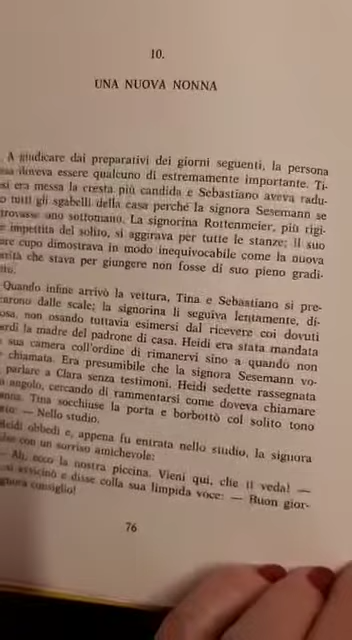 10.
UNA NUOVA NONNA
A giudicare dai preparativi dei giorni seguenti, la persona
doveva essere qualcuno di estremamente importante. Ti-
si era messa la cresta più candida e Sebastiano aveva radu-
tutti gli sgabelli della casa perché la signora Sesemann se
trovasse uno sottomano. La signorina Rottenmeier, più rigi-
e impettita del solito, si aggirava per tutte le stanze; il suo
cupo dimostrava in modo inequivocabile come la nuova
che stava per giungere non fosse di suo pieno gradi-
Quando infine arrivò la vettura, Tina e Sebastiano si pre-
dalle scale; la signorina li seguiva lentamente, di-
non osando tuttavia esimersi dal ricevere coi dovuti
la madre del padrone di casa. Heidi era stata mandata
sua camera coll'ordine di rimanervi sino a quando non
chiamata. Era presumibile che la signora Sesemann vo-
parlare a Clara senza testimoni. Heidi sedette rassegnata
angolo, cercando di rammentarsi come doveva chiamare
Tina socchiuse la porta e borbottò col solito tono
— Nello studio.
Heidi obbedì e, appena fu entrata nello studio, la signora
con un sorriso amichevole:
— Ah, ecco la nostra piccina. Vieni qui, che ti veda! —
si avvicinò e disse colla sua limpida voce: — Buon gior-
consiglio!
76